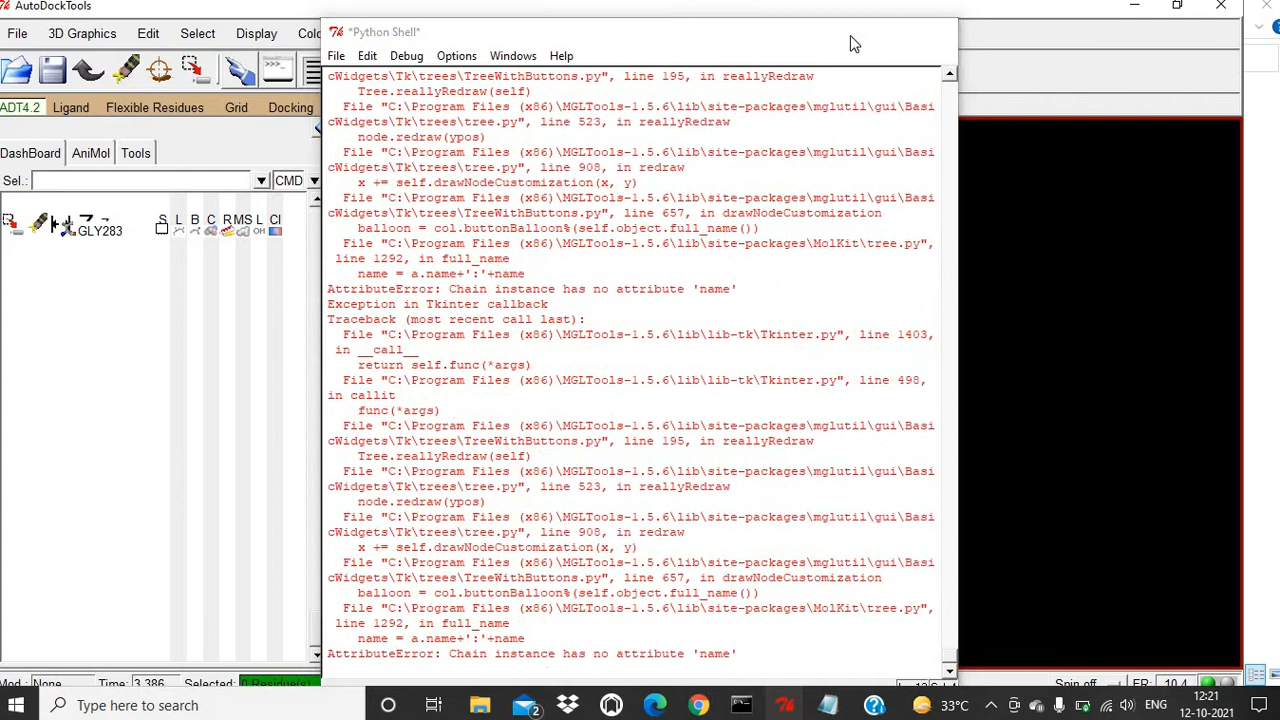 AutoDockTools
*Python Shell*
File 3D Graphics Edit Select Display Colo
File Edit Debug Options Windows Help
ADT4.2 Ligand Flexible Residues Grid Docking
DashBoard AniMol Tools
Sel.: CMD
S L B C R MS L Cl
GLY283
OH
cWidgets\Tk\trees\TreeWithButtons.py", line 195, in reallyRedraw
Tree.reallyRedraw(self)
File "C:\Program Files (x86)\MGLTools-1.5.6\lib\site-packages\mglutil\gui\Basi
cWidgets\Tk\trees\tree.py", line 523, in reallyRedraw
node.redraw(ypos)
File "C:\Program Files (x86)\MGLTools-1.5.6\lib\site-packages\mglutil\gui\Basi
cWidgets\Tk\trees\tree.py", line 908, in redraw
x += self.drawNodeCustomization(x, y)
File "C:\Program Files (x86)\MGLTools-1.5.6\lib\site-packages\mglutil\gui\Basi
cWidgets\Tk\trees\TreeWithButtons.py", line 657, in drawNodeCustomization
balloon = col.buttonBalloon%(self.object.full_name())
File "C:\Program Files (x86)\MGLTools-1.5.6\lib\site-packages\MolKit\tree.py",
line 1292, in full_name
name = a.name+':'+name
AttributeError: Chain instance has no attribute 'name'
Exception in Tkinter callback
Traceback (most recent call last):
File "C:\Program Files (x86)\MGLTools-1.5.6\lib\lib-tk\Tkinter.py", line 1403,
in __call__
return self.func(*args)
File "C:\Program Files (x86)\MGLTools-1.5.6\lib\lib-tk\Tkinter.py", line 498,
in callit
func(*args)
File "C:\Program Files (x86)\MGLTools-1.5.6\lib\site-packages\mglutil\gui\Basi
cWidgets\Tk\trees\TreeWithButtons.py", line 195, in reallyRedraw
Tree.reallyRedraw(self)
File "C:\Program Files (x86)\MGLTools-1.5.6\lib\site-packages\mglutil\gui\Basi
cWidgets\Tk\trees\tree.py", line 523, in reallyRedraw
node.redraw(ypos)
File "C:\Program Files (x86)\MGLTools-1.5.6\lib\site-packages\mglutil\gui\Basi
cWidgets\Tk\trees\tree.py", line 908, in redraw
x += self.drawNodeCustomization(x, y)
File "C:\Program Files (x86)\MGLTools-1.5.6\lib\site-packages\mglutil\gui\Basi
cWidgets\Tk\trees\TreeWithButtons.py", line 657, in drawNodeCustomization
balloon = col.buttonBalloon%(self.object.full_name())
File "C:\Program Files (x86)\MGLTools-1.5.6\lib\site-packages\MolKit\tree.py",
line 1292, in full_name
name = a.name+':'+name
AttributeError: Chain instance has no attribute 'name'
Mod.: None Time: 3.386 Selected: 0 Residue(s) Spin off FR: 10.4
Type here to search 2 33°C ENG 12:21
12-10-2021